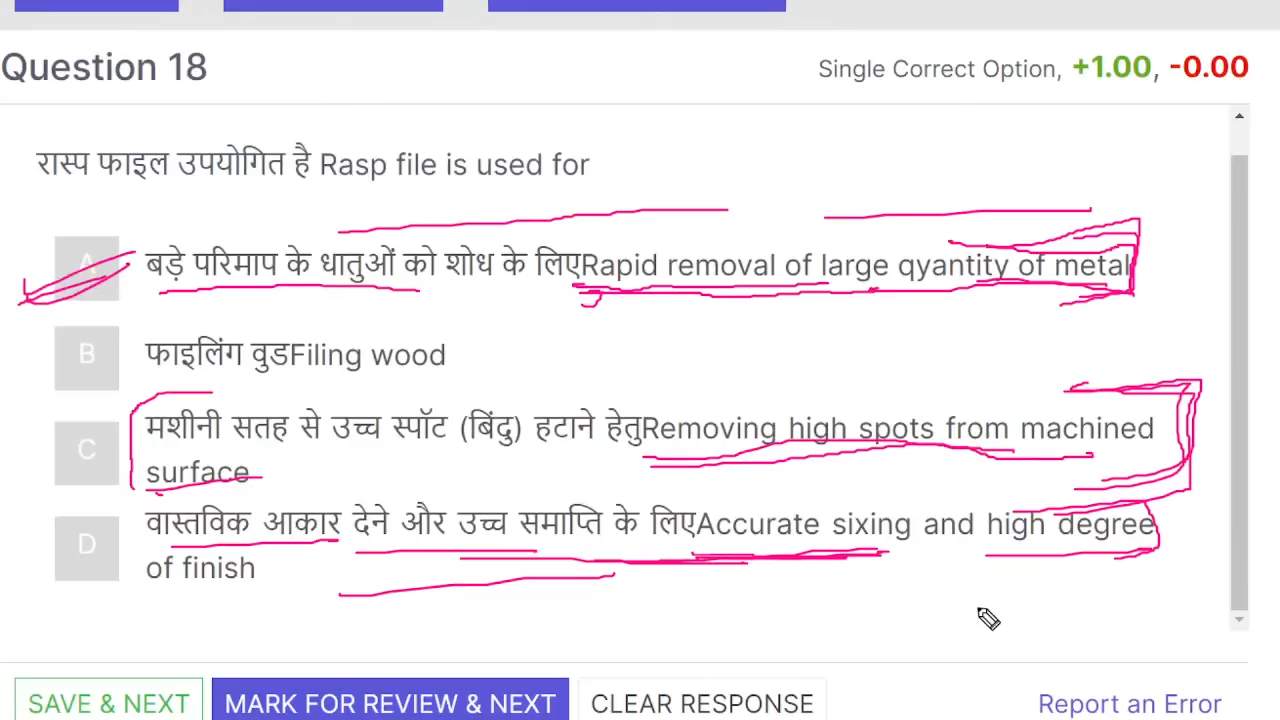 Question 18
Single Correct Option, +1.00, -0.00
रास्प फाइल उपयोगित है Rasp file is used for
A बड़े परिमाप के धातुओं को शोध के लिएRapid removal of large qyantity of metal
B फाइलिंग वुडFiling wood
मशीनी सतह से उच्च स्पॉट (बिंदु) हटाने हेतुRemoving high spots from machined
C
surface
वास्तविक आकार देने और उच्च समाप्ति के लिएAccurate sixing and high degree
D
of finish
SAVE & NEXT MARK FOR REVIEW & NEXT CLEAR RESPONSE Report an Error